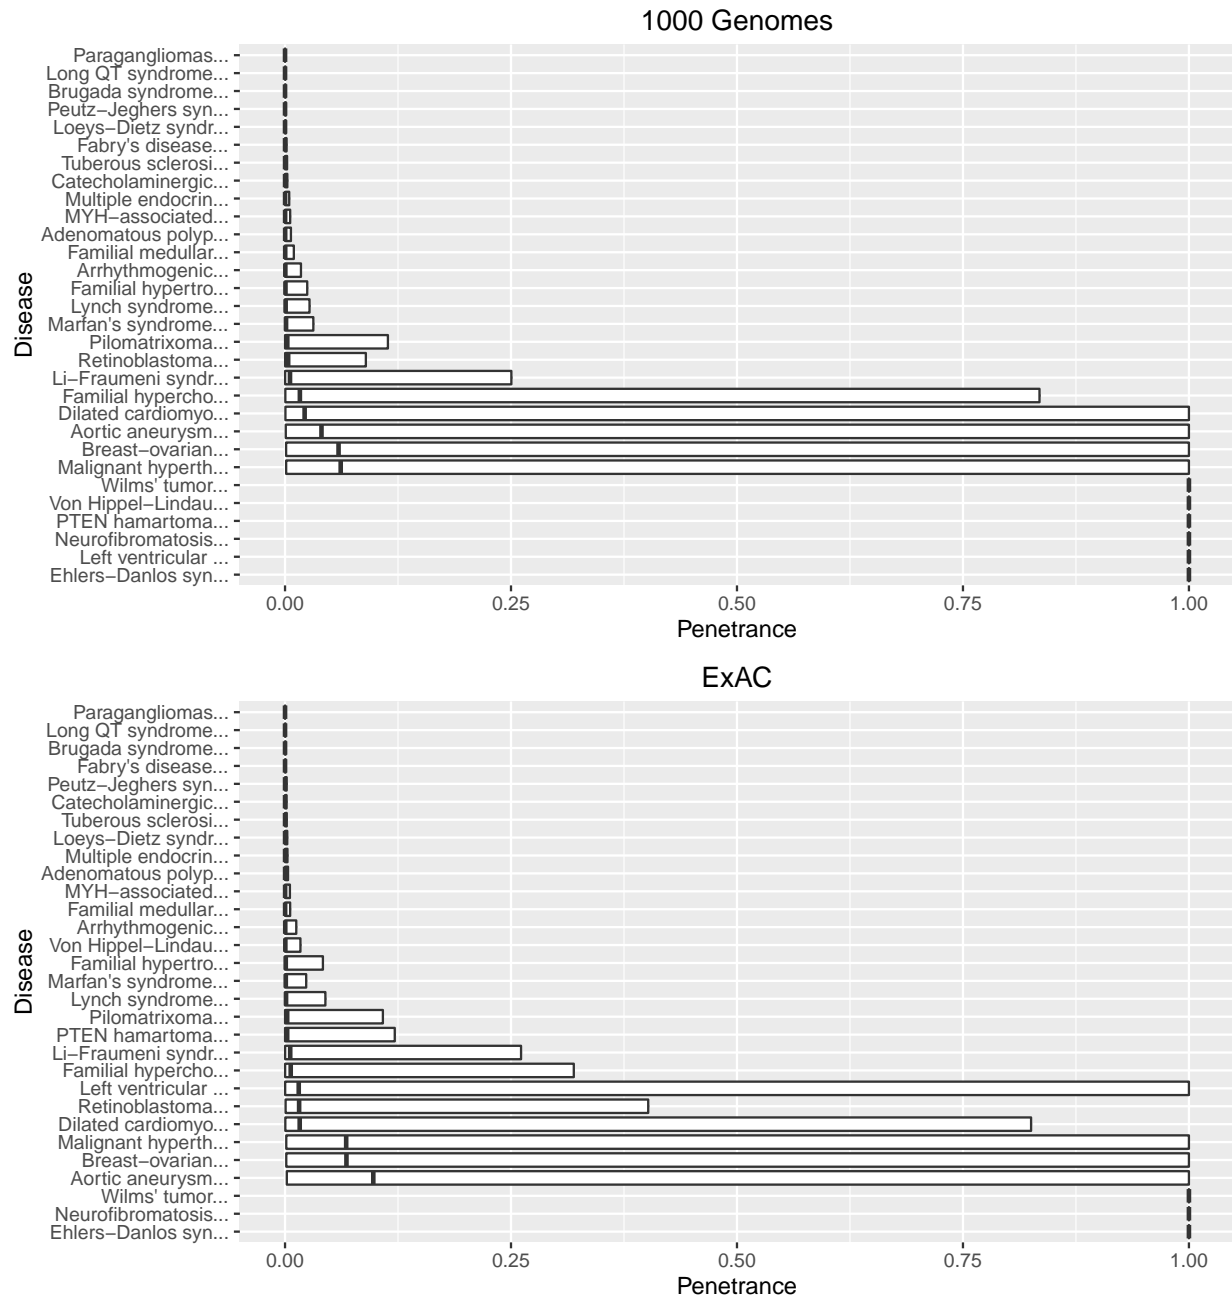 1000 Genomes
Paragangliomas...
Long QT syndrome...
Brugada syndrome...
Peutz−Jeghers syn...
Loeys−Dietz syndr...
Fabry's disease...
Tuberous sclerosi...
Catecholaminergic...
Multiple endocrin...
MYH−associated...
Adenomatous polyp...
Familial medullar...
Arrhythmogenic...
Familial hypertro...
Lynch syndrome...
Marfan's syndrome...
Pilomatrixoma...
Retinoblastoma...
Li−Fraumeni syndr...
Familial hypercho...
Dilated cardiomyo...
Aortic aneurysm...
Breast−ovarian...
Malignant hyperth...
Wilms' tumor...
Von Hippel−Lindau...
PTEN hamartoma...
Neurofibromatosis...
Left ventricular ...
Ehlers−Danlos syn...
Disease
0.00 0.25 0.50 0.75 1.00
Penetrance
ExAC
Paragangliomas...
Long QT syndrome...
Brugada syndrome...
Fabry's disease...
Peutz−Jeghers syn...
Catecholaminergic...
Tuberous sclerosi...
Loeys−Dietz syndr...
Multiple endocrin...
Adenomatous polyp...
MYH−associated...
Familial medullar...
Arrhythmogenic...
Von Hippel−Lindau...
Familial hypertro...
Marfan's syndrome...
Lynch syndrome...
Pilomatrixoma...
PTEN hamartoma...
Li−Fraumeni syndr...
Familial hypercho...
Left ventricular ...
Retinoblastoma...
Dilated cardiomyo...
Malignant hyperth...
Breast−ovarian...
Aortic aneurysm...
Wilms' tumor...
Neurofibromatosis...
Ehlers−Danlos syn...
Disease
0.00 0.25 0.50 0.75 1.00
Penetrance